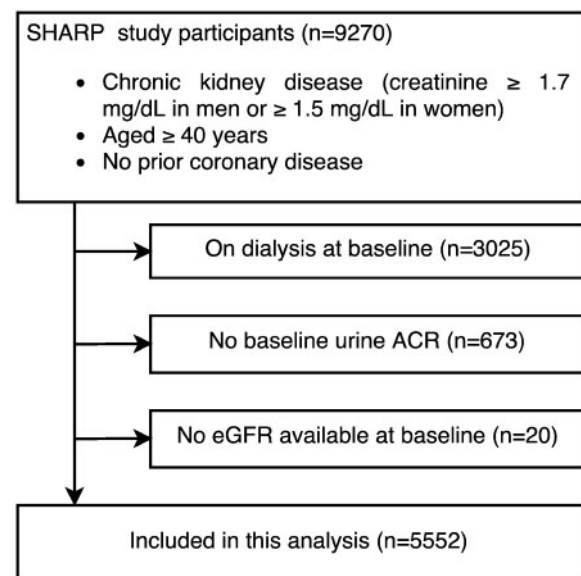 SHARP study participants (n=9270)
• Chronic kidney disease (creatinine ≥ 1.7
mg/dL in men or ≥ 1.5 mg/dL in women)
• Aged ≥ 40 years
• No prior coronary disease
On dialysis at baseline (n=3025)
No baseline urine ACR (n=673)
No eGFR available at baseline (n=20)
Included in this analysis (n=5552)